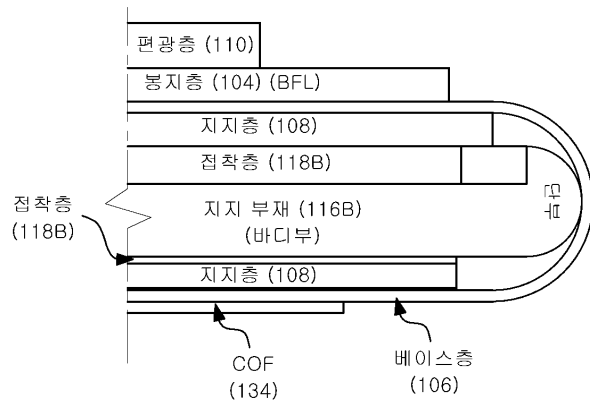 편광층 (110)
봉지층 (104) (BFL)
지지층 (108)
접착층 (118B)
접착층
(118B)
지지 부재 (116B)
(바디부)
단부
지지층 (108)
COF
(134)
베이스층
(106)